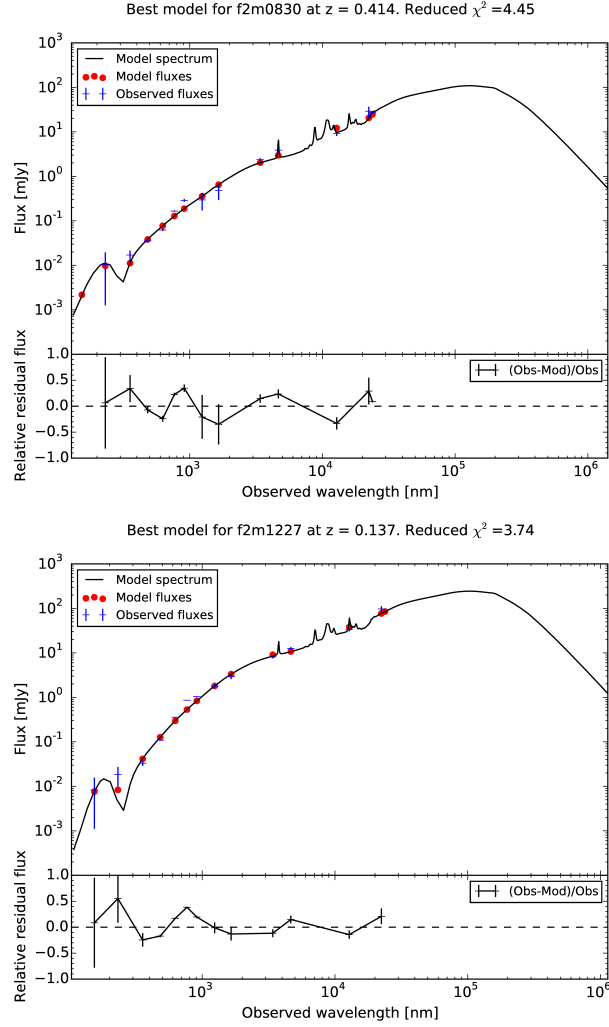 Best model for f2m0830 at z = 0.414. Reduced χ² =4.45
10³
10²
10¹
10⁰
10⁻¹
10⁻²
10⁻³
Flux [mJy]
Model spectrum
Model fluxes
Observed fluxes
1.0
0.5
0.0
−0.5
−1.0
Relative residual flux
(Obs-Mod)/Obs
10³ 10⁴ 10⁵ 10⁶
Observed wavelength [nm]
Best model for f2m1227 at z = 0.137. Reduced χ² =3.74
10³
10²
10¹
10⁰
10⁻¹
10⁻²
10⁻³
Flux [mJy]
Model spectrum
Model fluxes
Observed fluxes
1.0
0.5
0.0
−0.5
−1.0
Relative residual flux
(Obs-Mod)/Obs
10³ 10⁴ 10⁵ 10⁶
Observed wavelength [nm]